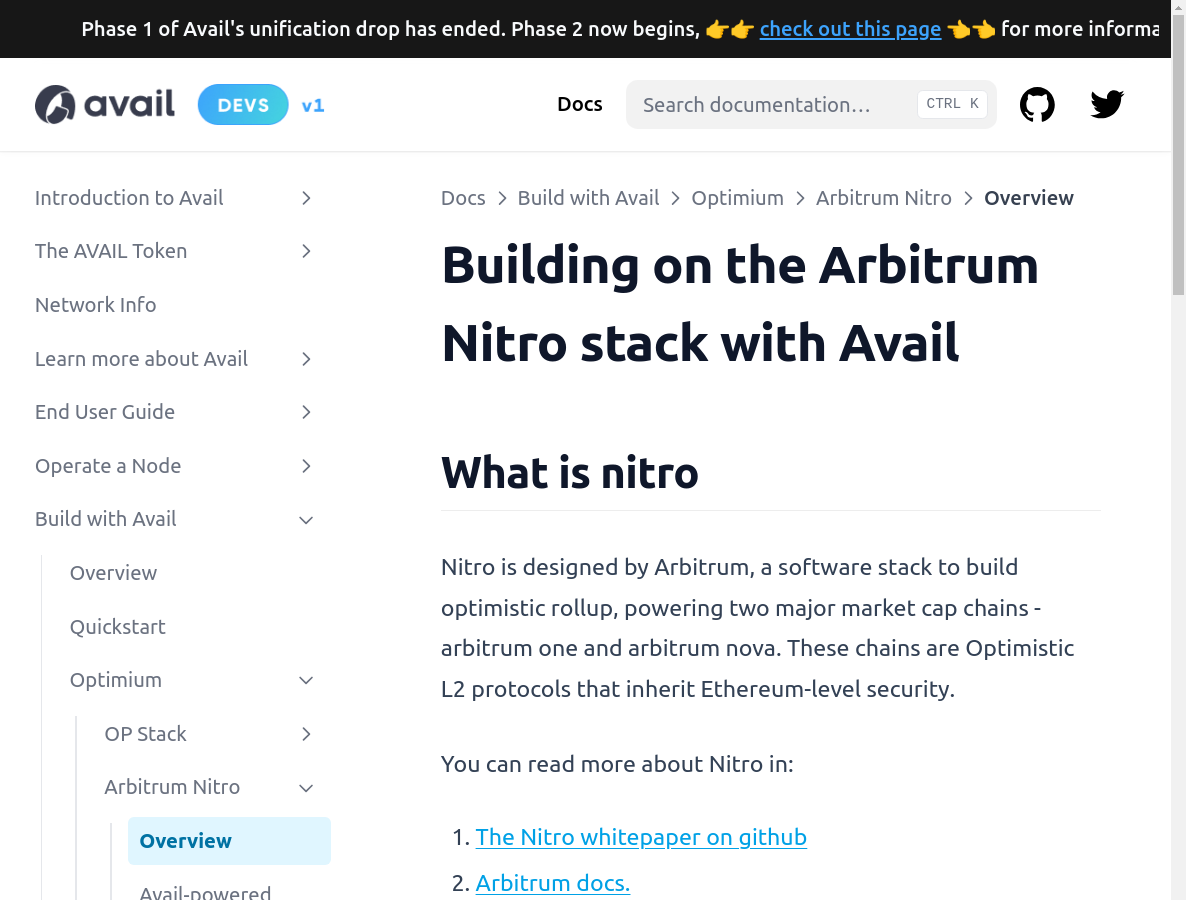 Phase 1 of Avail's unification drop has ended. Phase 2 now begins, 👉👉 check out this page 👈👈 for more informa
avail DEVS v1
Docs
Search documentation… CTRL K
Docs > Build with Avail > Optimium > Arbitrum Nitro > Overview
Introduction to Avail
The AVAIL Token
Network Info
Learn more about Avail
End User Guide
Operate a Node
Build with Avail
Overview
Quickstart
Optimium
OP Stack
Arbitrum Nitro
Overview
Avail-powered
Building on the Arbitrum
Nitro stack with Avail
What is nitro
Nitro is designed by Arbitrum, a software stack to build
optimistic rollup, powering two major market cap chains -
arbitrum one and arbitrum nova. These chains are Optimistic
L2 protocols that inherit Ethereum-level security.
You can read more about Nitro in:
1. The Nitro whitepaper on github
2. Arbitrum docs.